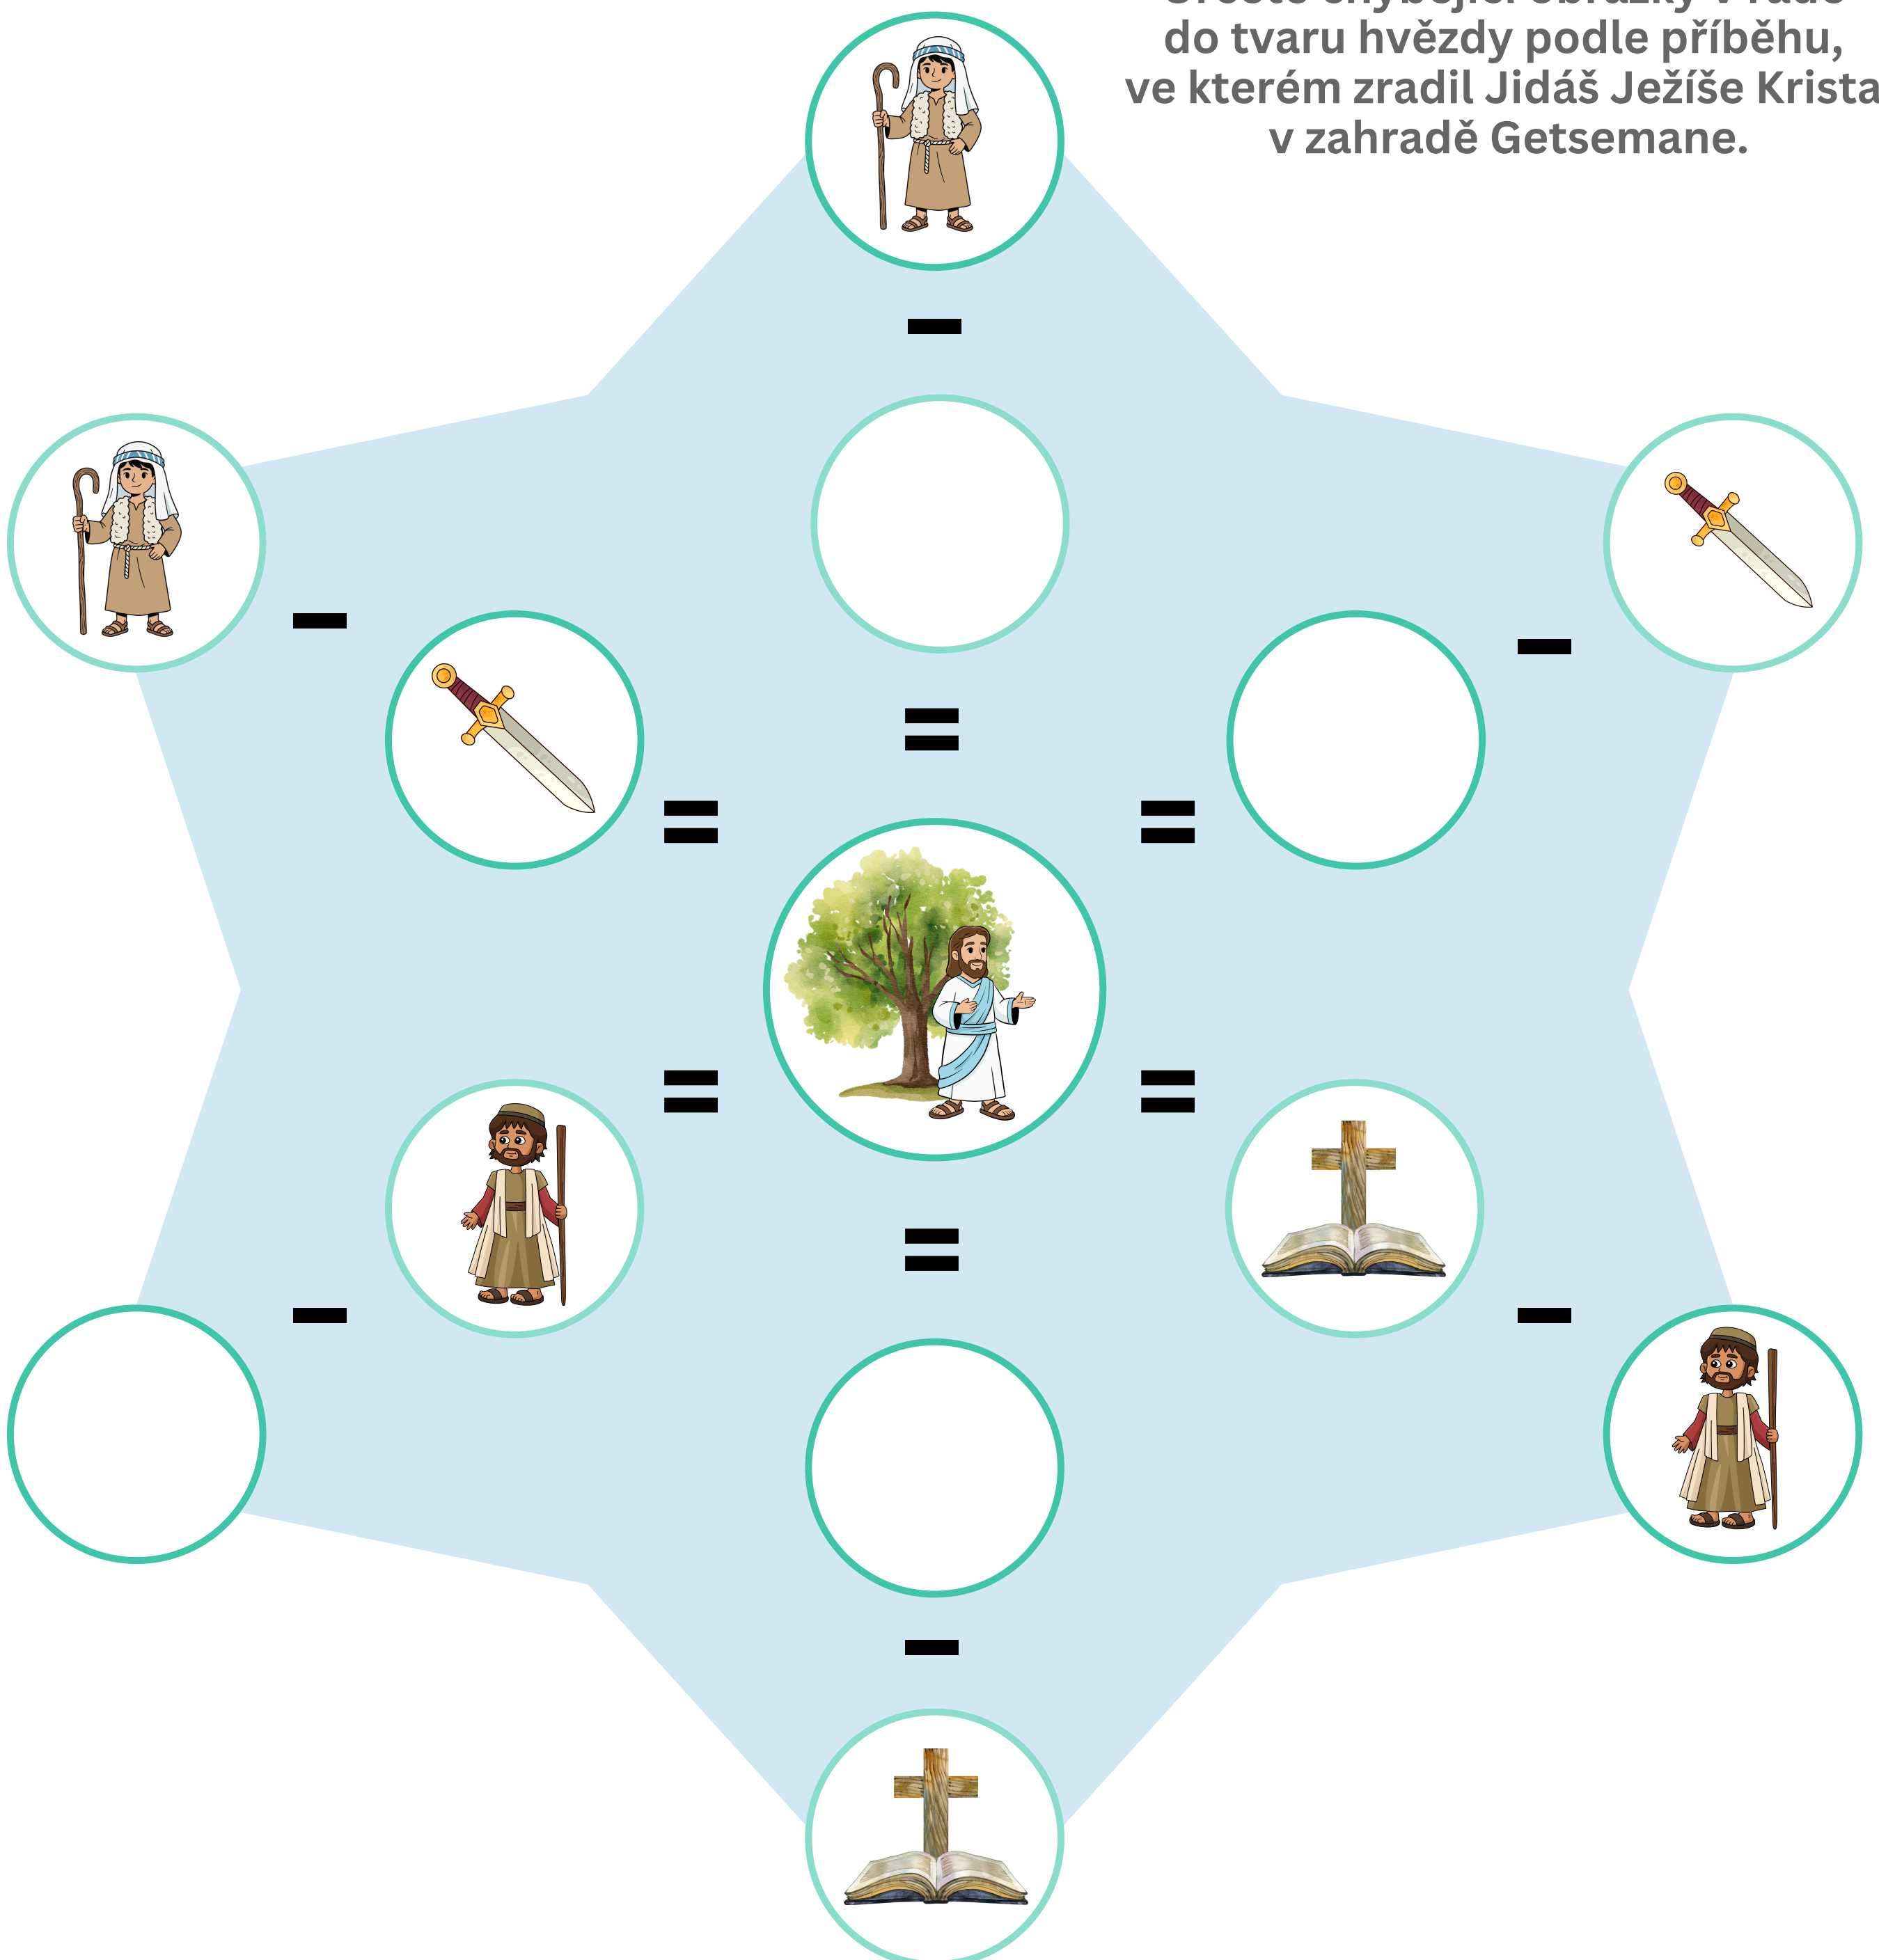 do tvaru hvězdy podle příběhu,
ve kterém zradil Jidáš Ježíše Krista
v zahradě Getsemane.